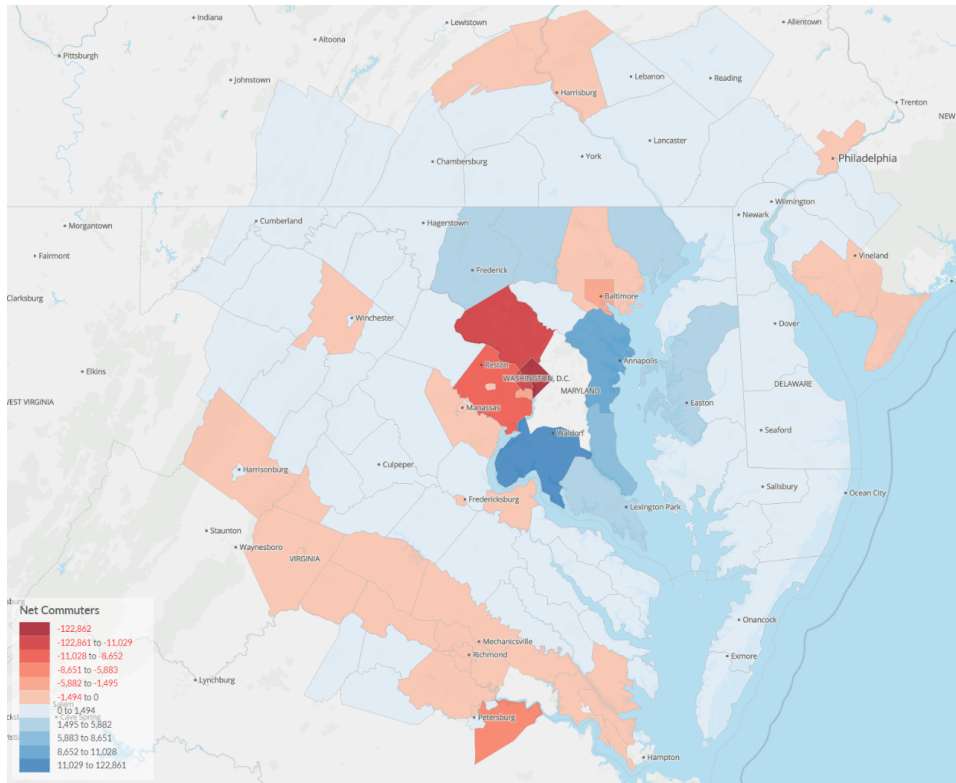 Indiana
Lewistown
Allentown
Altoona
Pittsburgh
Johnstown
Lebanon
Reading
Harrisburg
Trenton
NEW
Lancaster
Philadelphia
Chambersburg
York
Wilmington
Newark
Cumberland
Hagerstown
Morgantown
Fairmont
Vineland
Frederick
Clarksburg
Baltimore
Winchester
Dover
Reston
Annapolis
Elkins
WASHINGTON, D.C.
MARYLAND
DELAWARE
WEST VIRGINIA
Easton
Manassas
Waldorf
Seaford
Culpeper
Harrisonburg
Salisbury
Ocean City
Fredericksburg
Lexington Park
Staunton
Waynesboro
VIRGINIA
Onancock
Mechanicsville
Richmond
Exmore
Lynchburg
Petersburg
Hampton
Net Commuters
-122,862
-122,861 to -11,029
-11,028 to -8,652
-8,651 to -5,883
-5,882 to -1,495
-1,494 to 0
0 to 1,494
Salem
1,495 to 5,882
Cave Spring
5,883 to 8,651
8,652 to 11,028
11,029 to 122,861